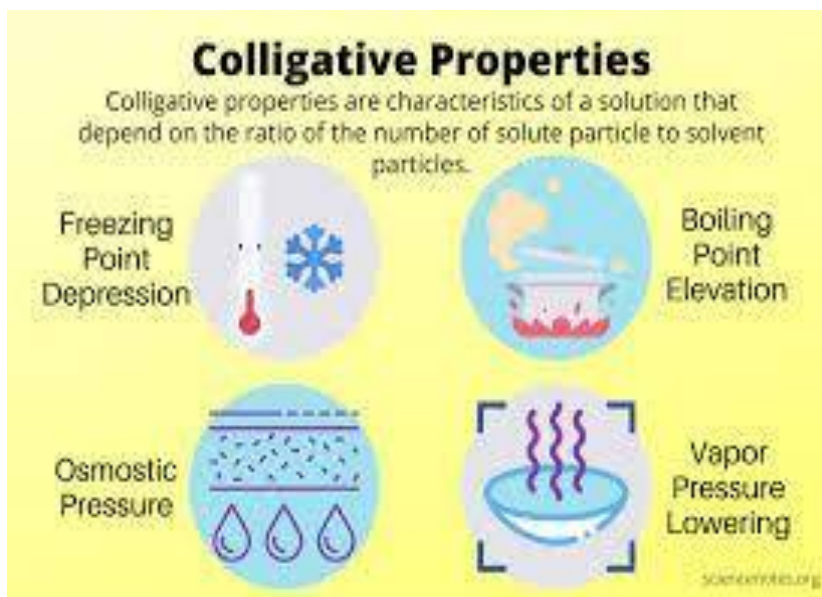 Colligative Properties
Colligative properties are characteristics of a solution that
depend on the ratio of the number of solute particle to solvent
particles.
Freezing
Point
Depression
Boiling
Point
Elevation
Osmostic
Pressure
Vapor
Pressure
Lowering
sciencenotes.org